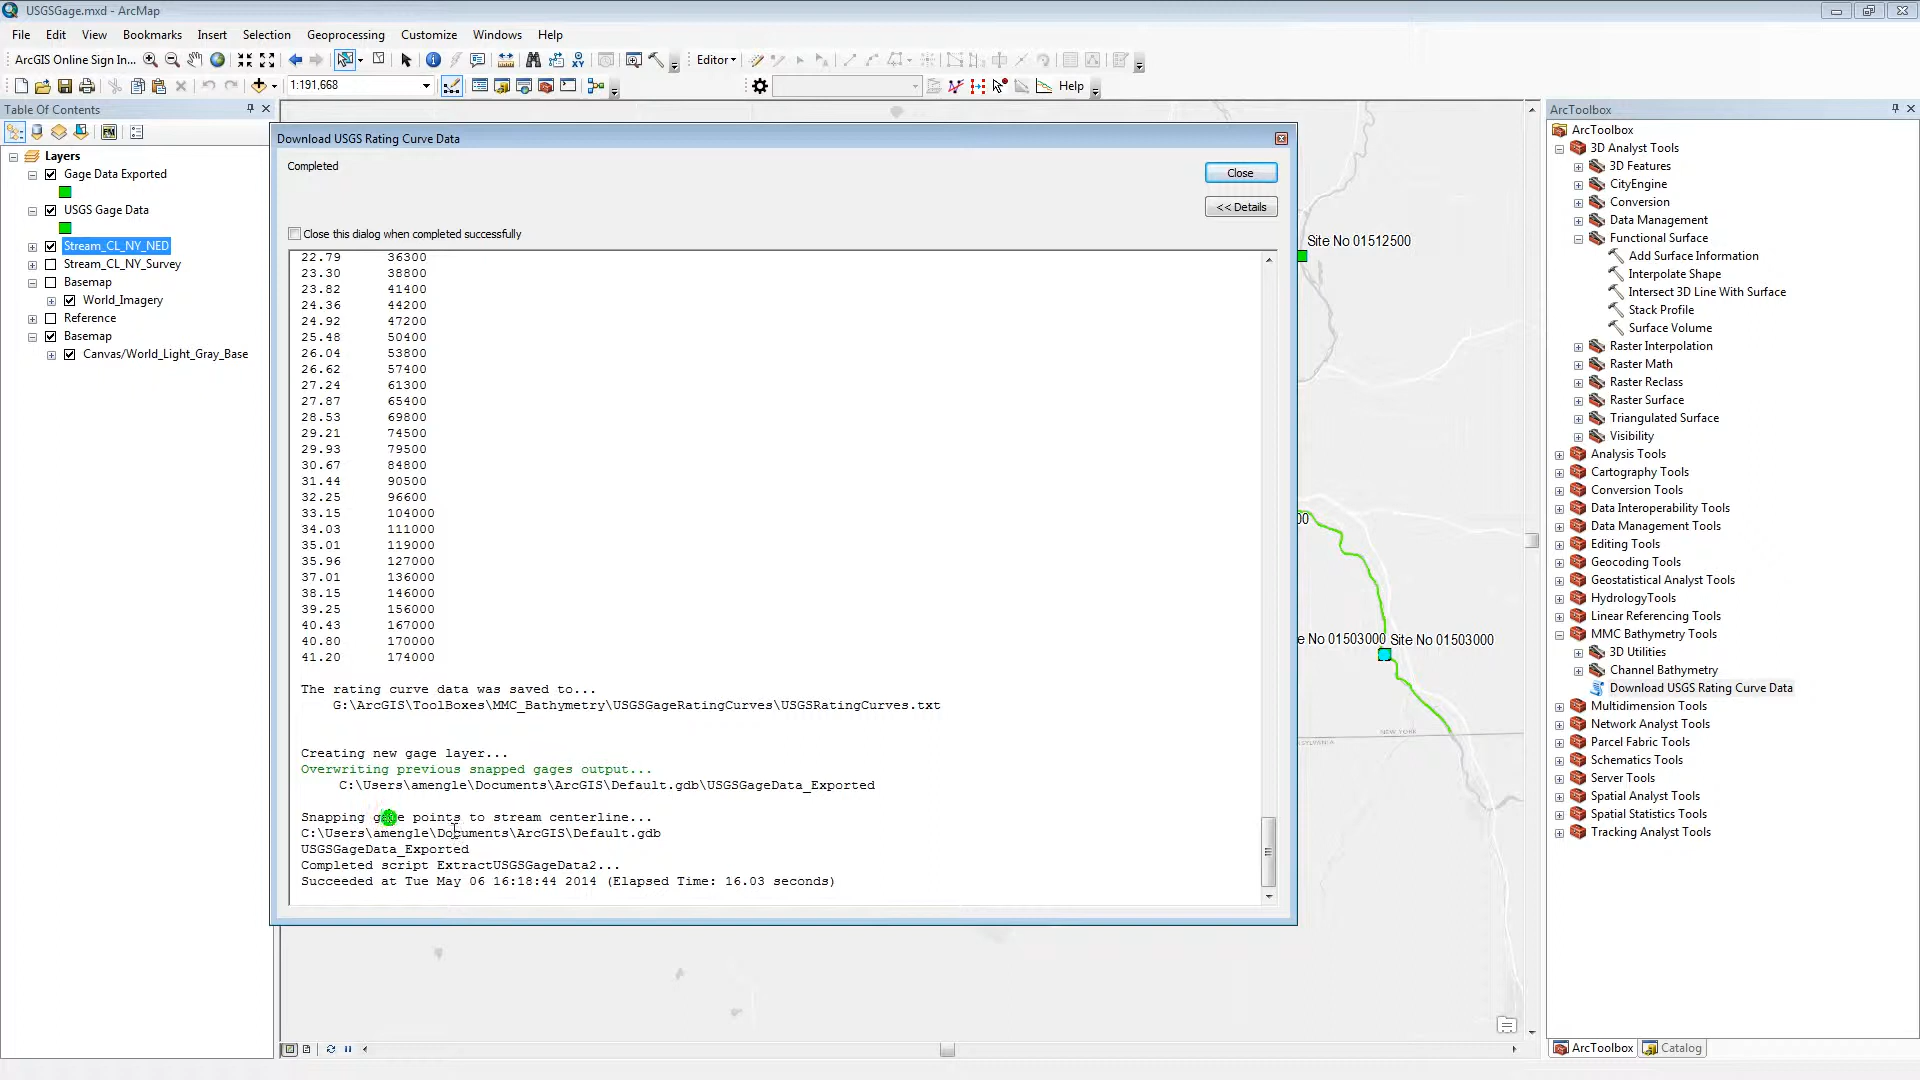 USGSGage.mxd - ArcMap
File Edit View Bookmarks Insert Selection Geoprocessing Customize Windows Help
ArcGIS Online Sign In...
Editor
1:191,668
Help
Table Of Contents
Layers
Gage Data Exported
USGS Gage Data
Stream_CL_NY_NED
Stream_CL_NY_Survey
Basemap
World_Imagery
Reference
Basemap
Canvas/World_Light_Gray_Base
Download USGS Rating Curve Data
Completed
Close
<< Details
Close this dialog when completed successfully
22.79 36300
23.30 38800
23.82 41400
24.36 44200
24.92 47200
25.48 50400
26.04 53800
26.62 57400
27.24 61300
27.87 65400
28.53 69800
29.21 74500
29.93 79500
30.67 84800
31.44 90500
32.25 96600
33.15 104000
34.03 111000
35.01 119000
35.96 127000
37.01 136000
38.15 146000
39.25 156000
40.43 167000
40.80 170000
41.20 174000
The rating curve data was saved to...
G:\ArcGIS\ToolBoxes\MMC_Bathymetry\USGSGageRatingCurves\USGSRatingCurves.txt
Creating new gage layer...
Overwriting previous snapped gages output...
C:\Users\amengle\Documents\ArcGIS\Default.gdb\USGSGageData_Exported
Snapping gage points to stream centerline...
C:\Users\amengle\Documents\ArcGIS\Default.gdb
USGSGageData_Exported
Completed script ExtractUSGSGageData2...
Succeeded at Tue May 06 16:18:44 2014 (Elapsed Time: 16.03 seconds)
Site No 01512500
00
e No 01503000 Site No 01503000
NEW YORK
ArcToolbox
ArcToolbox
3D Analyst Tools
3D Features
CityEngine
Conversion
Data Management
Functional Surface
Add Surface Information
Interpolate Shape
Intersect 3D Line With Surface
Stack Profile
Surface Volume
Raster Interpolation
Raster Math
Raster Reclass
Raster Surface
Triangulated Surface
Visibility
Analysis Tools
Cartography Tools
Conversion Tools
Data Interoperability Tools
Data Management Tools
Editing Tools
Geocoding Tools
Geostatistical Analyst Tools
HydrologyTools
Linear Referencing Tools
MMC Bathymetry Tools
3D Utilities
Channel Bathymetry
Download USGS Rating Curve Data
Multidimension Tools
Network Analyst Tools
Parcel Fabric Tools
Schematics Tools
Server Tools
Spatial Analyst Tools
Spatial Statistics Tools
Tracking Analyst Tools
ArcToolbox Catalog